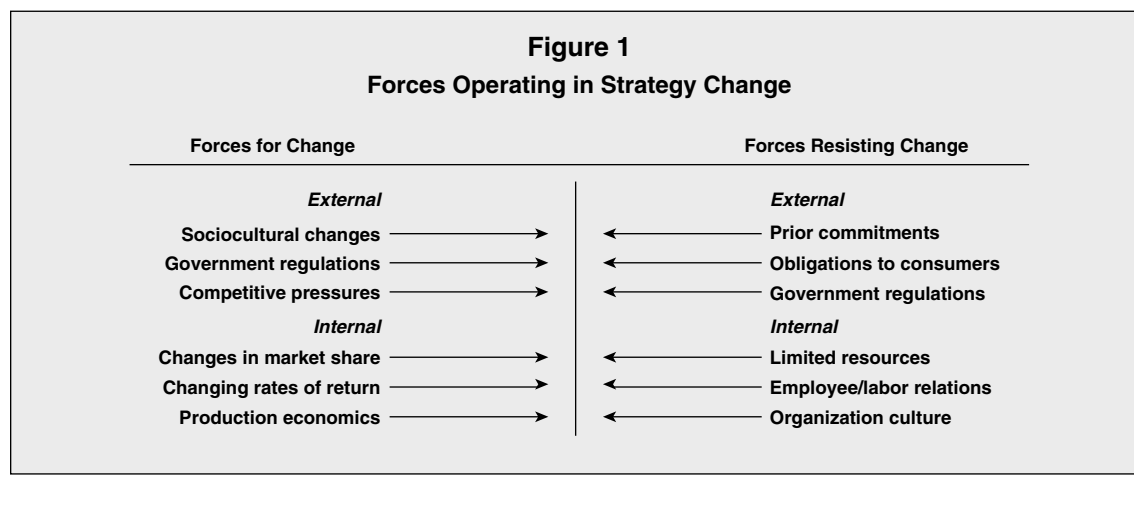 Figure 1
Forces Operating in Strategy Change
Forces for Change
Forces Resisting Change
External
Sociocultural changes
Government regulations
Competitive pressures
Internal
Changes in market share
Changing rates of return
Production economics
External
Prior commitments
Obligations to consumers
Government regulations
Internal
Limited resources
Employee/labor relations
Organization culture